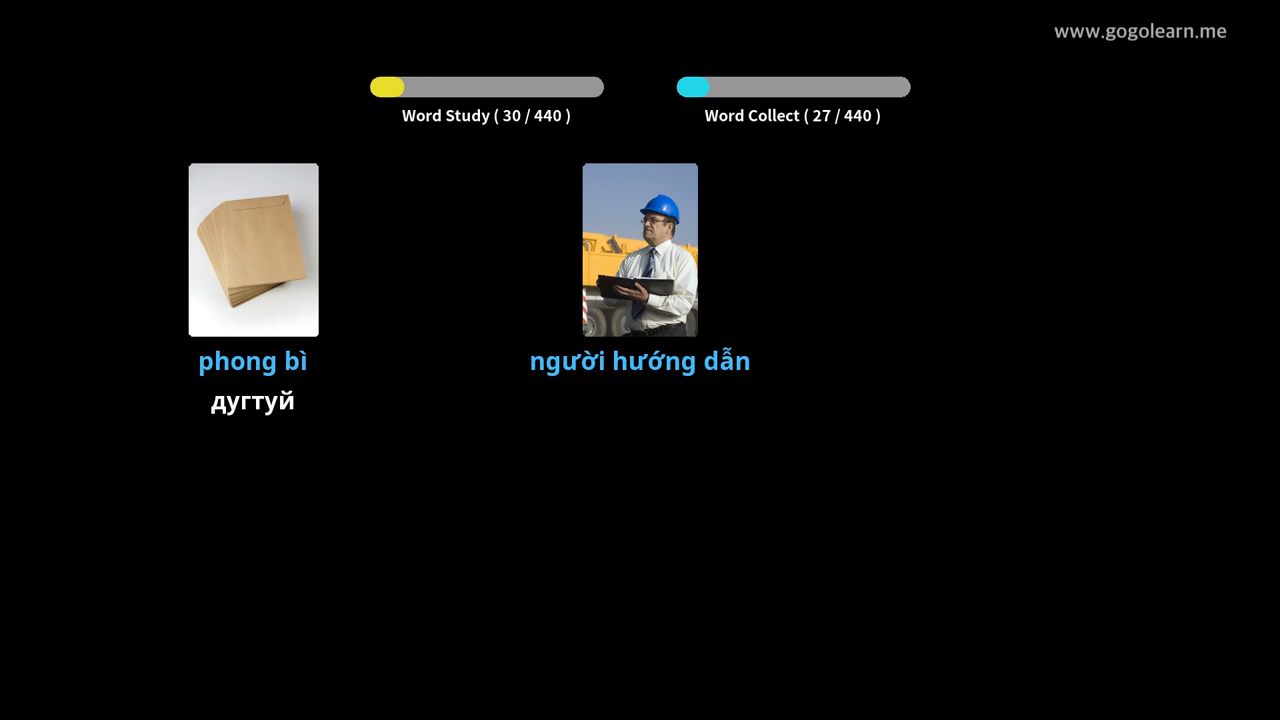 www.gogolearn.me
Word Study ( 30 / 440 )
Word Collect ( 27 / 440 )
phong bì
дугтуй
người hướng dẫn